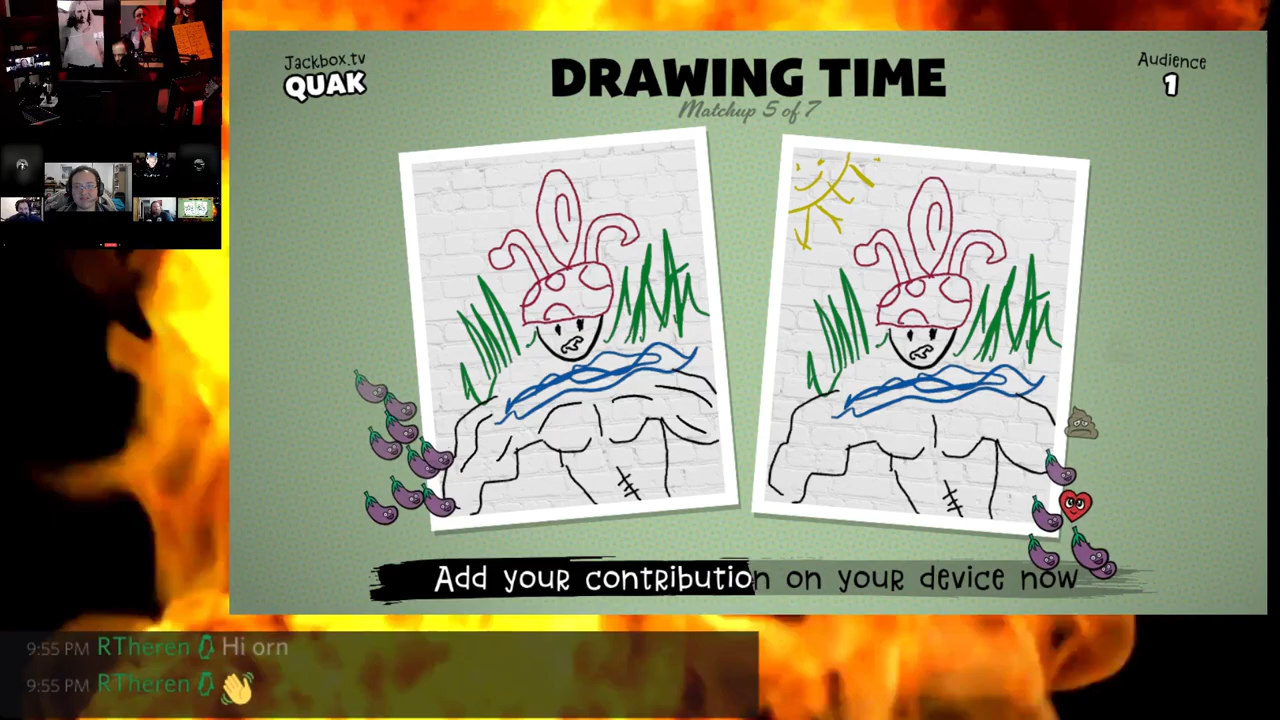 Jackbox.tv
QUAK
DRAWING TIME
Matchup 5 of 7
Audience
1
Add your contribution on your device now
9:55 PM RTheren Hi orn
9:55 PM RTheren 👋